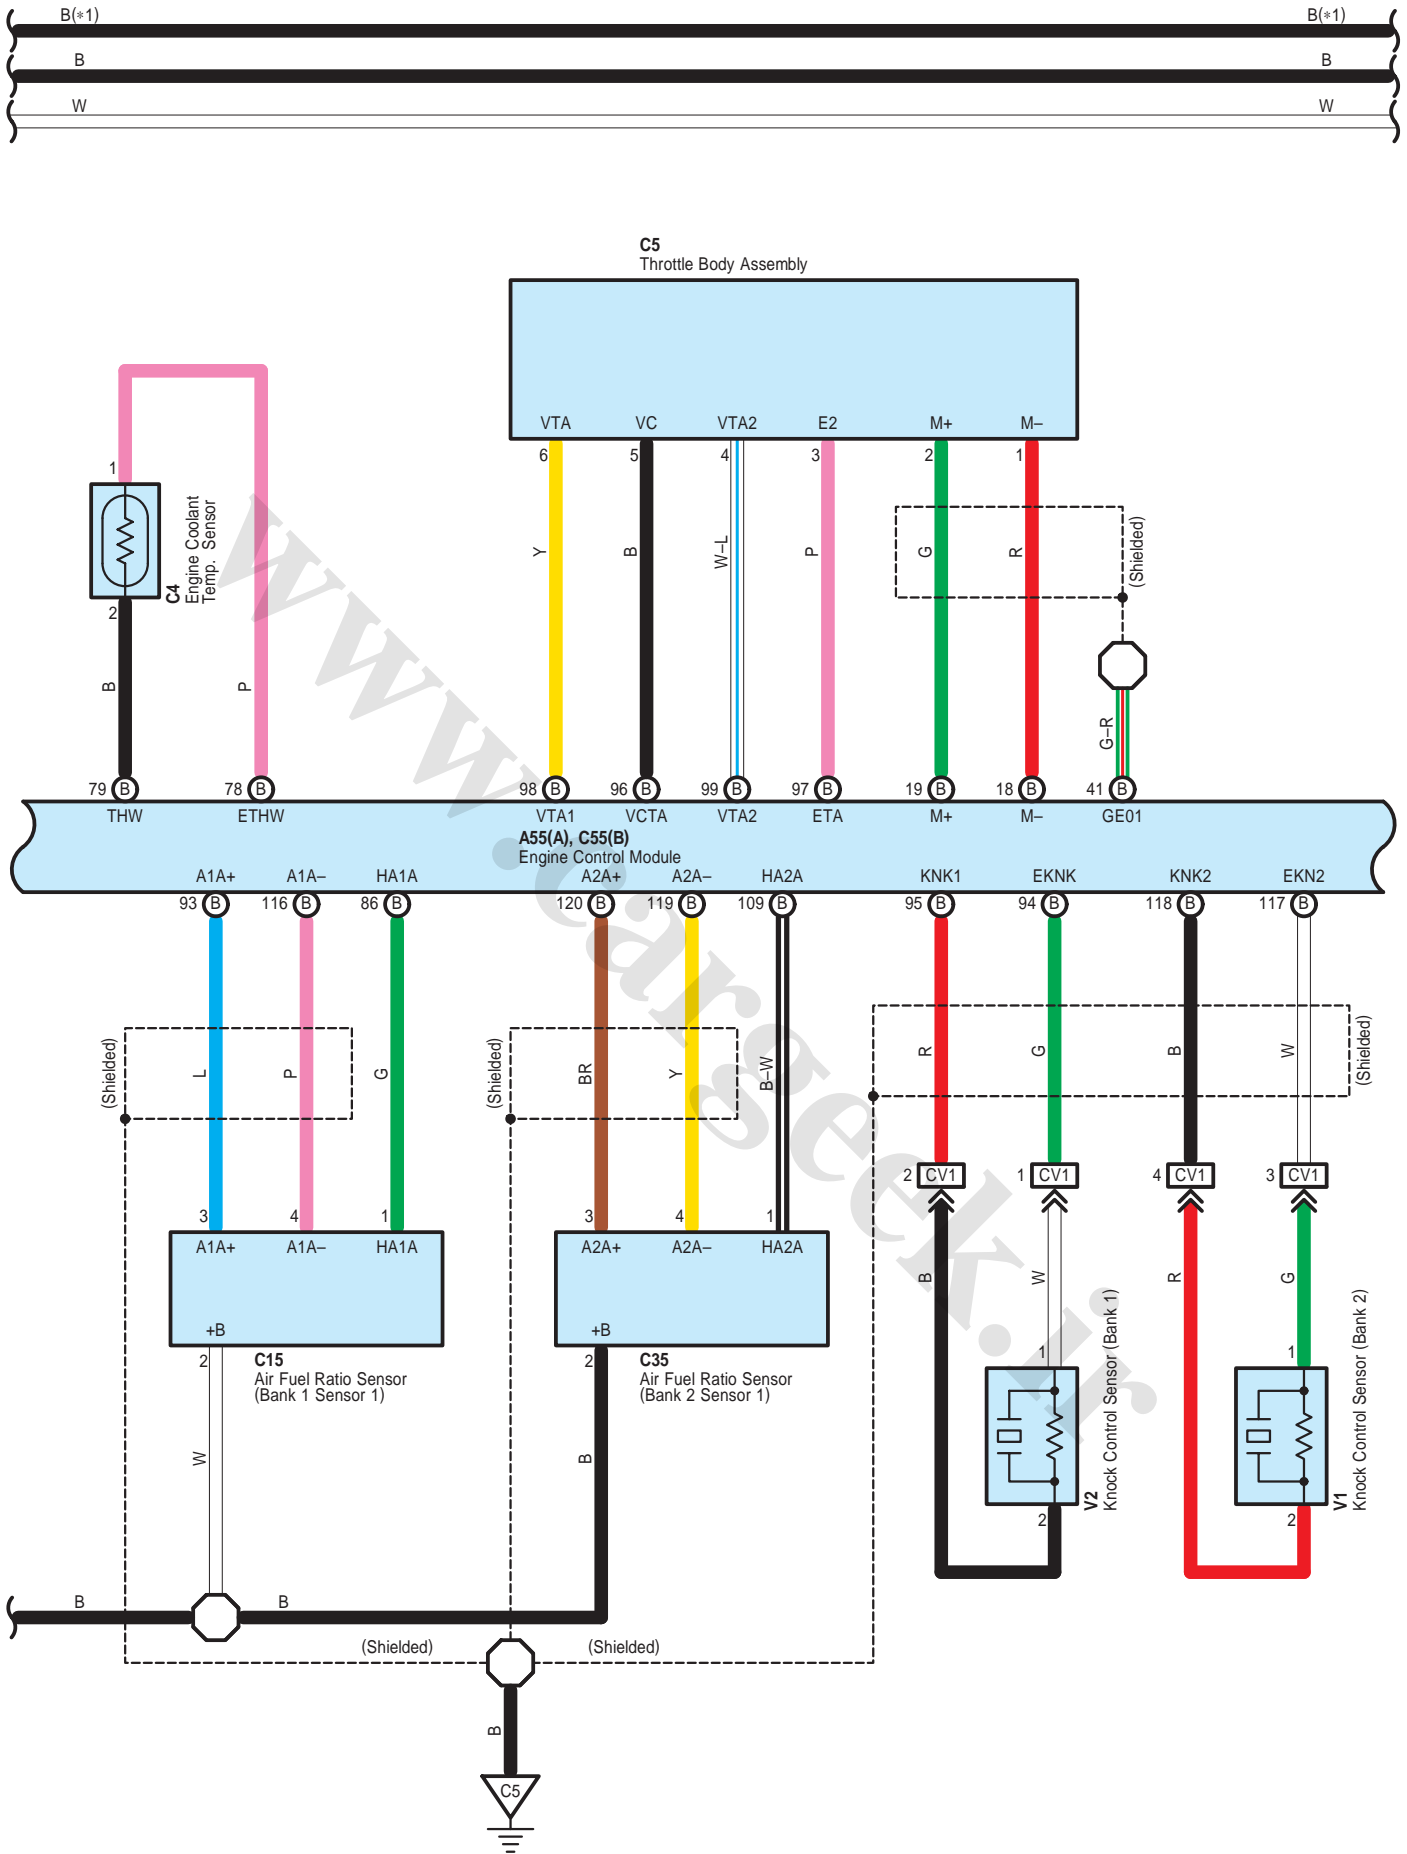 B(*1) B(*1)
B B
W W
C5
Throttle Body Assembly
VTA VC VTA2 E2 M+ M–
6 5 4 3 2 1
1
C4
Engine Coolant
Temp. Sensor
2
Y B W–L P G R (Shielded)
B P G–R
79 B 78 B 98 B 96 B 99 B 97 B 19 B 18 B 41 B
THW ETHW VTA1 VCTA VTA2 ETA M+ M– GE01
A55(A), C55(B)
Engine Control Module
A1A+ A1A– HA1A A2A+ A2A– HA2A KNK1 EKNK KNK2 EKN2
93 B 116 B 86 B 120 B 119 B 109 B 95 B 94 B 118 B 117 B
(Shielded) L P G (Shielded) BR Y B–W R G B W (Shielded)
2 CV1 1 CV1 4 CV1 3 CV1
3 4 1 3 4 1
A1A+ A1A– HA1A A2A+ A2A– HA2A
B W R G
+B +B
2 2
C15
Air Fuel Ratio Sensor
(Bank 1 Sensor 1)
C35
Air Fuel Ratio Sensor
(Bank 2 Sensor 1)
1 1
V2
Knock Control Sensor (Bank 1)
V1
Knock Control Sensor (Bank 2)
2 2
W B
B B
(Shielded) (Shielded)
B
C5
www.cargeek.ir